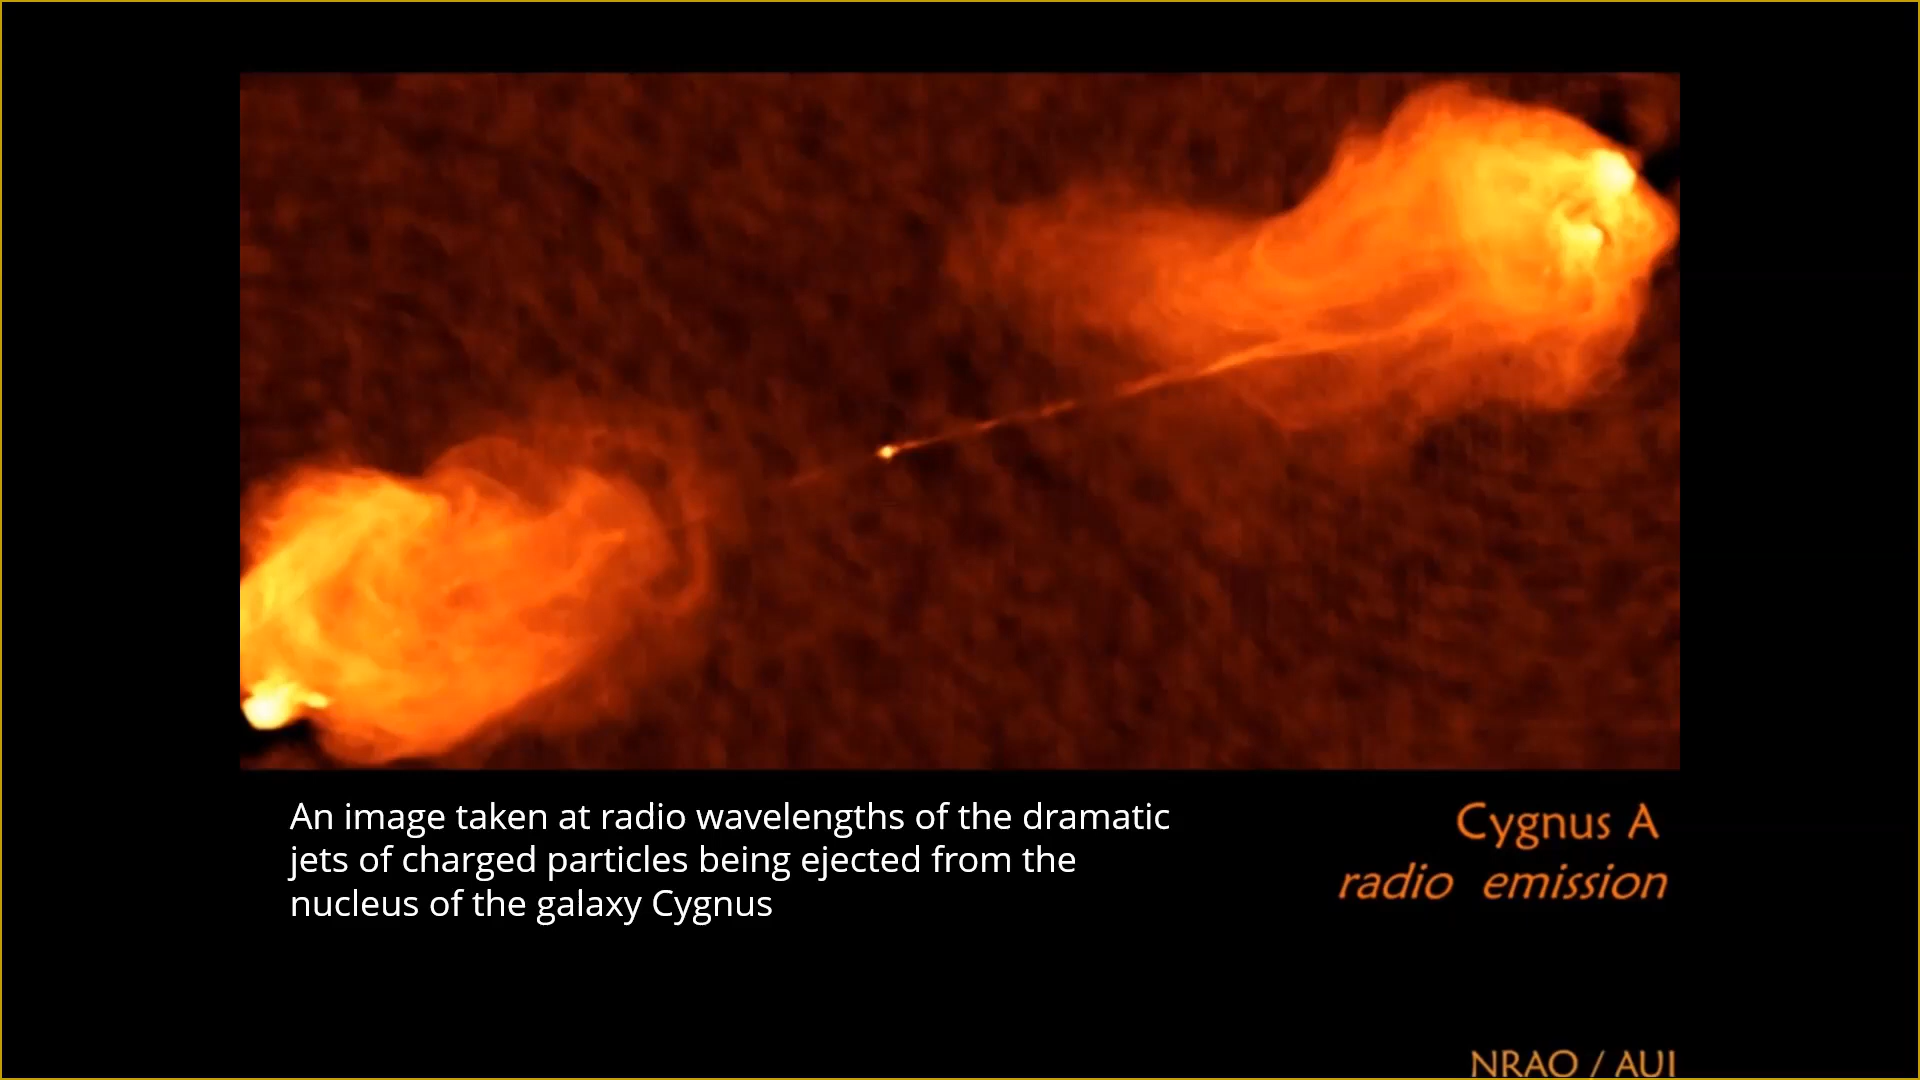 An image taken at radio wavelengths of the dramatic
jets of charged particles being ejected from the
nucleus of the galaxy Cygnus
Cygnus A
radio emission
NRAO / AUI